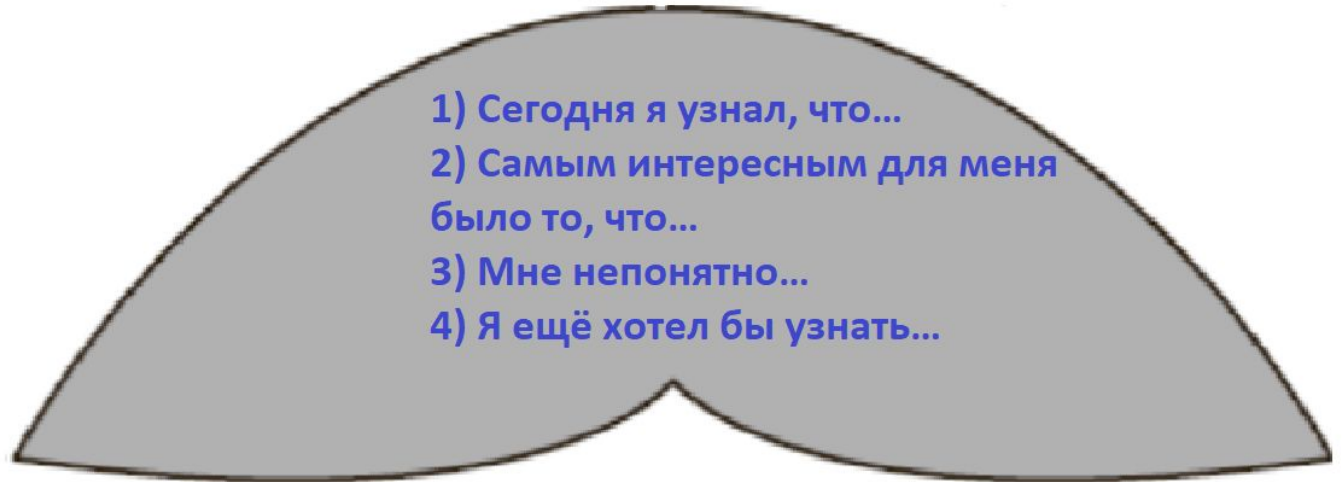 1) Сегодня я узнал, что...
2) Самым интересным для меня
было то, что...
3) Мне непонятно...
4) Я ещё хотел бы узнать...